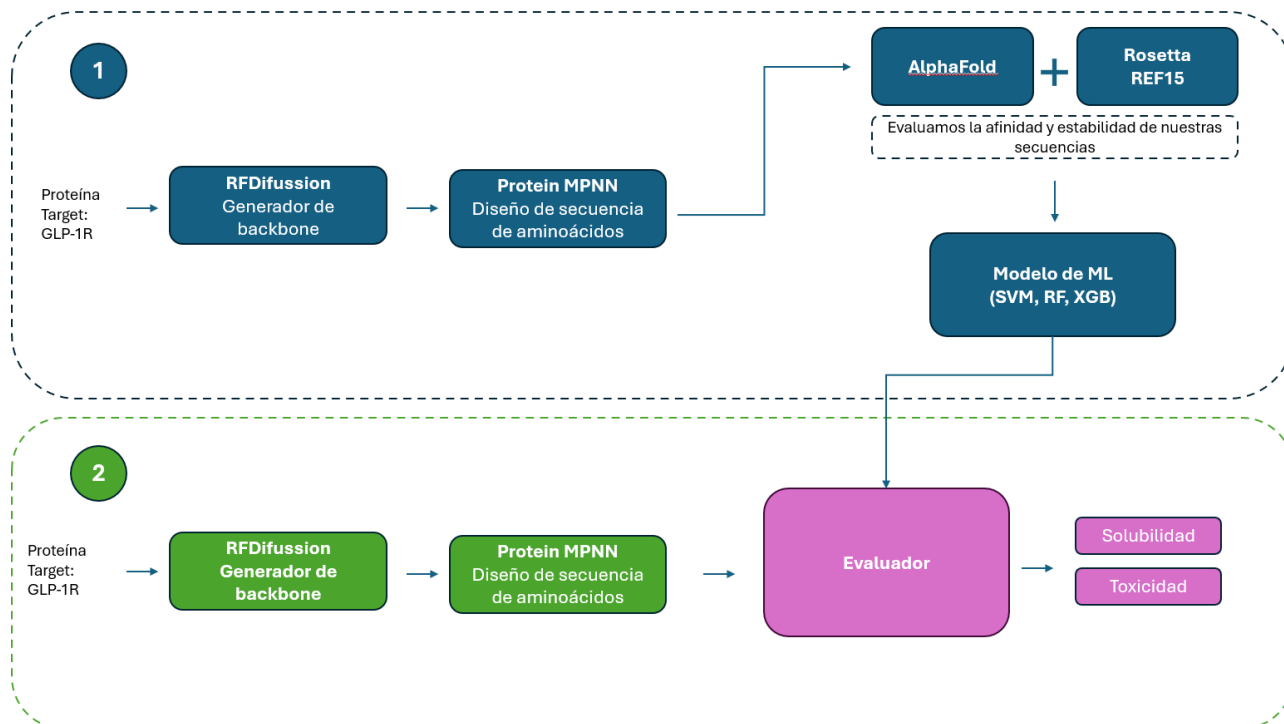 1
Proteína
Target:
GLP-1R
RFDifussion
Generador de
backbone
Protein MPNN
Diseño de secuencia
de aminoácidos
AlphaFold
+
Rosetta
REF15
Evaluamos la afinidad y estabilidad de nuestras
secuencias
Modelo de ML
(SVM, RF, XGB)
2
Proteína
Target:
GLP-1R
RFDifussion
Generador de
backbone
Protein MPNN
Diseño de secuencia
de aminoácidos
Evaluador
Solubilidad
Toxicidad